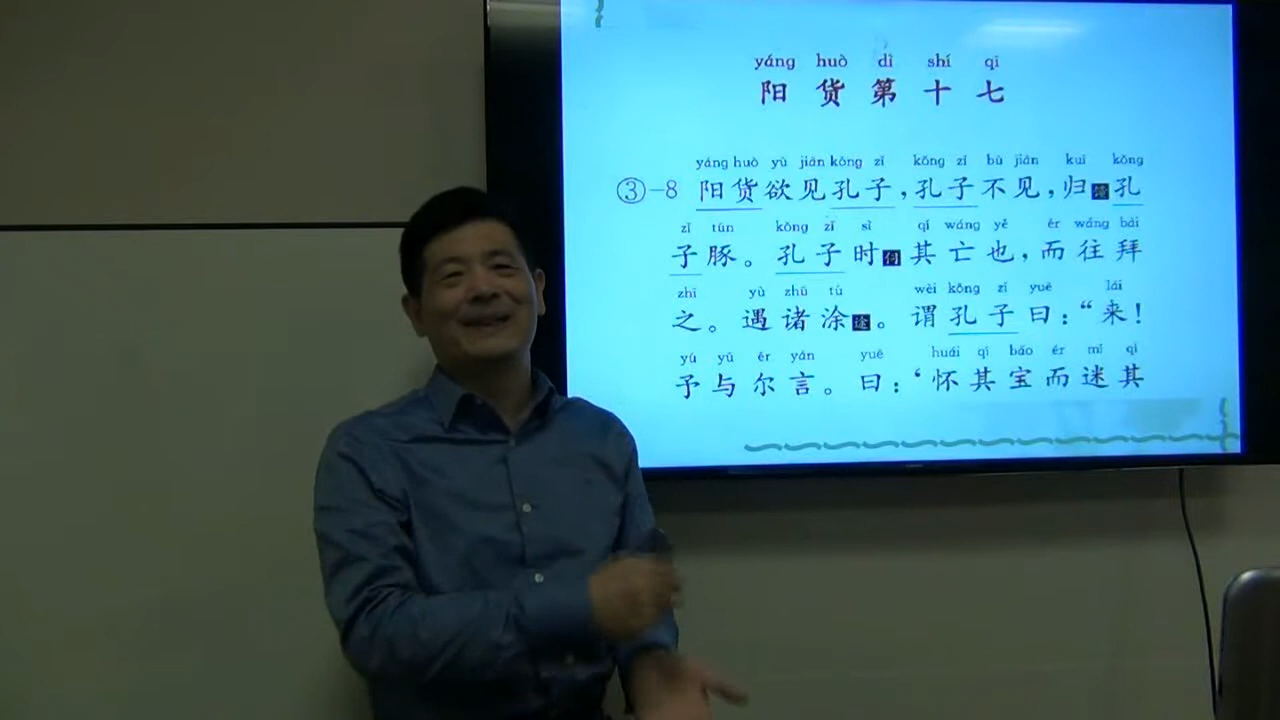 yáng huò dì shí qī
阳货第十七
yáng huò yù jiàn kǒng zǐ kǒng zǐ bù jiàn kuì kǒng
③-8 阳货欲见孔子，孔子不见，归馈孔
zǐ tún kǒng zǐ sì qí wáng yě ér wǎng bài
子豚。孔子时伺其亡也，而往拜
zhī yù zhū tú wèi kǒng zǐ yuē lái
之。遇诸涂途。谓孔子曰：“来！
yú yǔ ěr yán yuē huái qí bǎo ér mí qí
予与尔言。曰：‘怀其宝而迷其